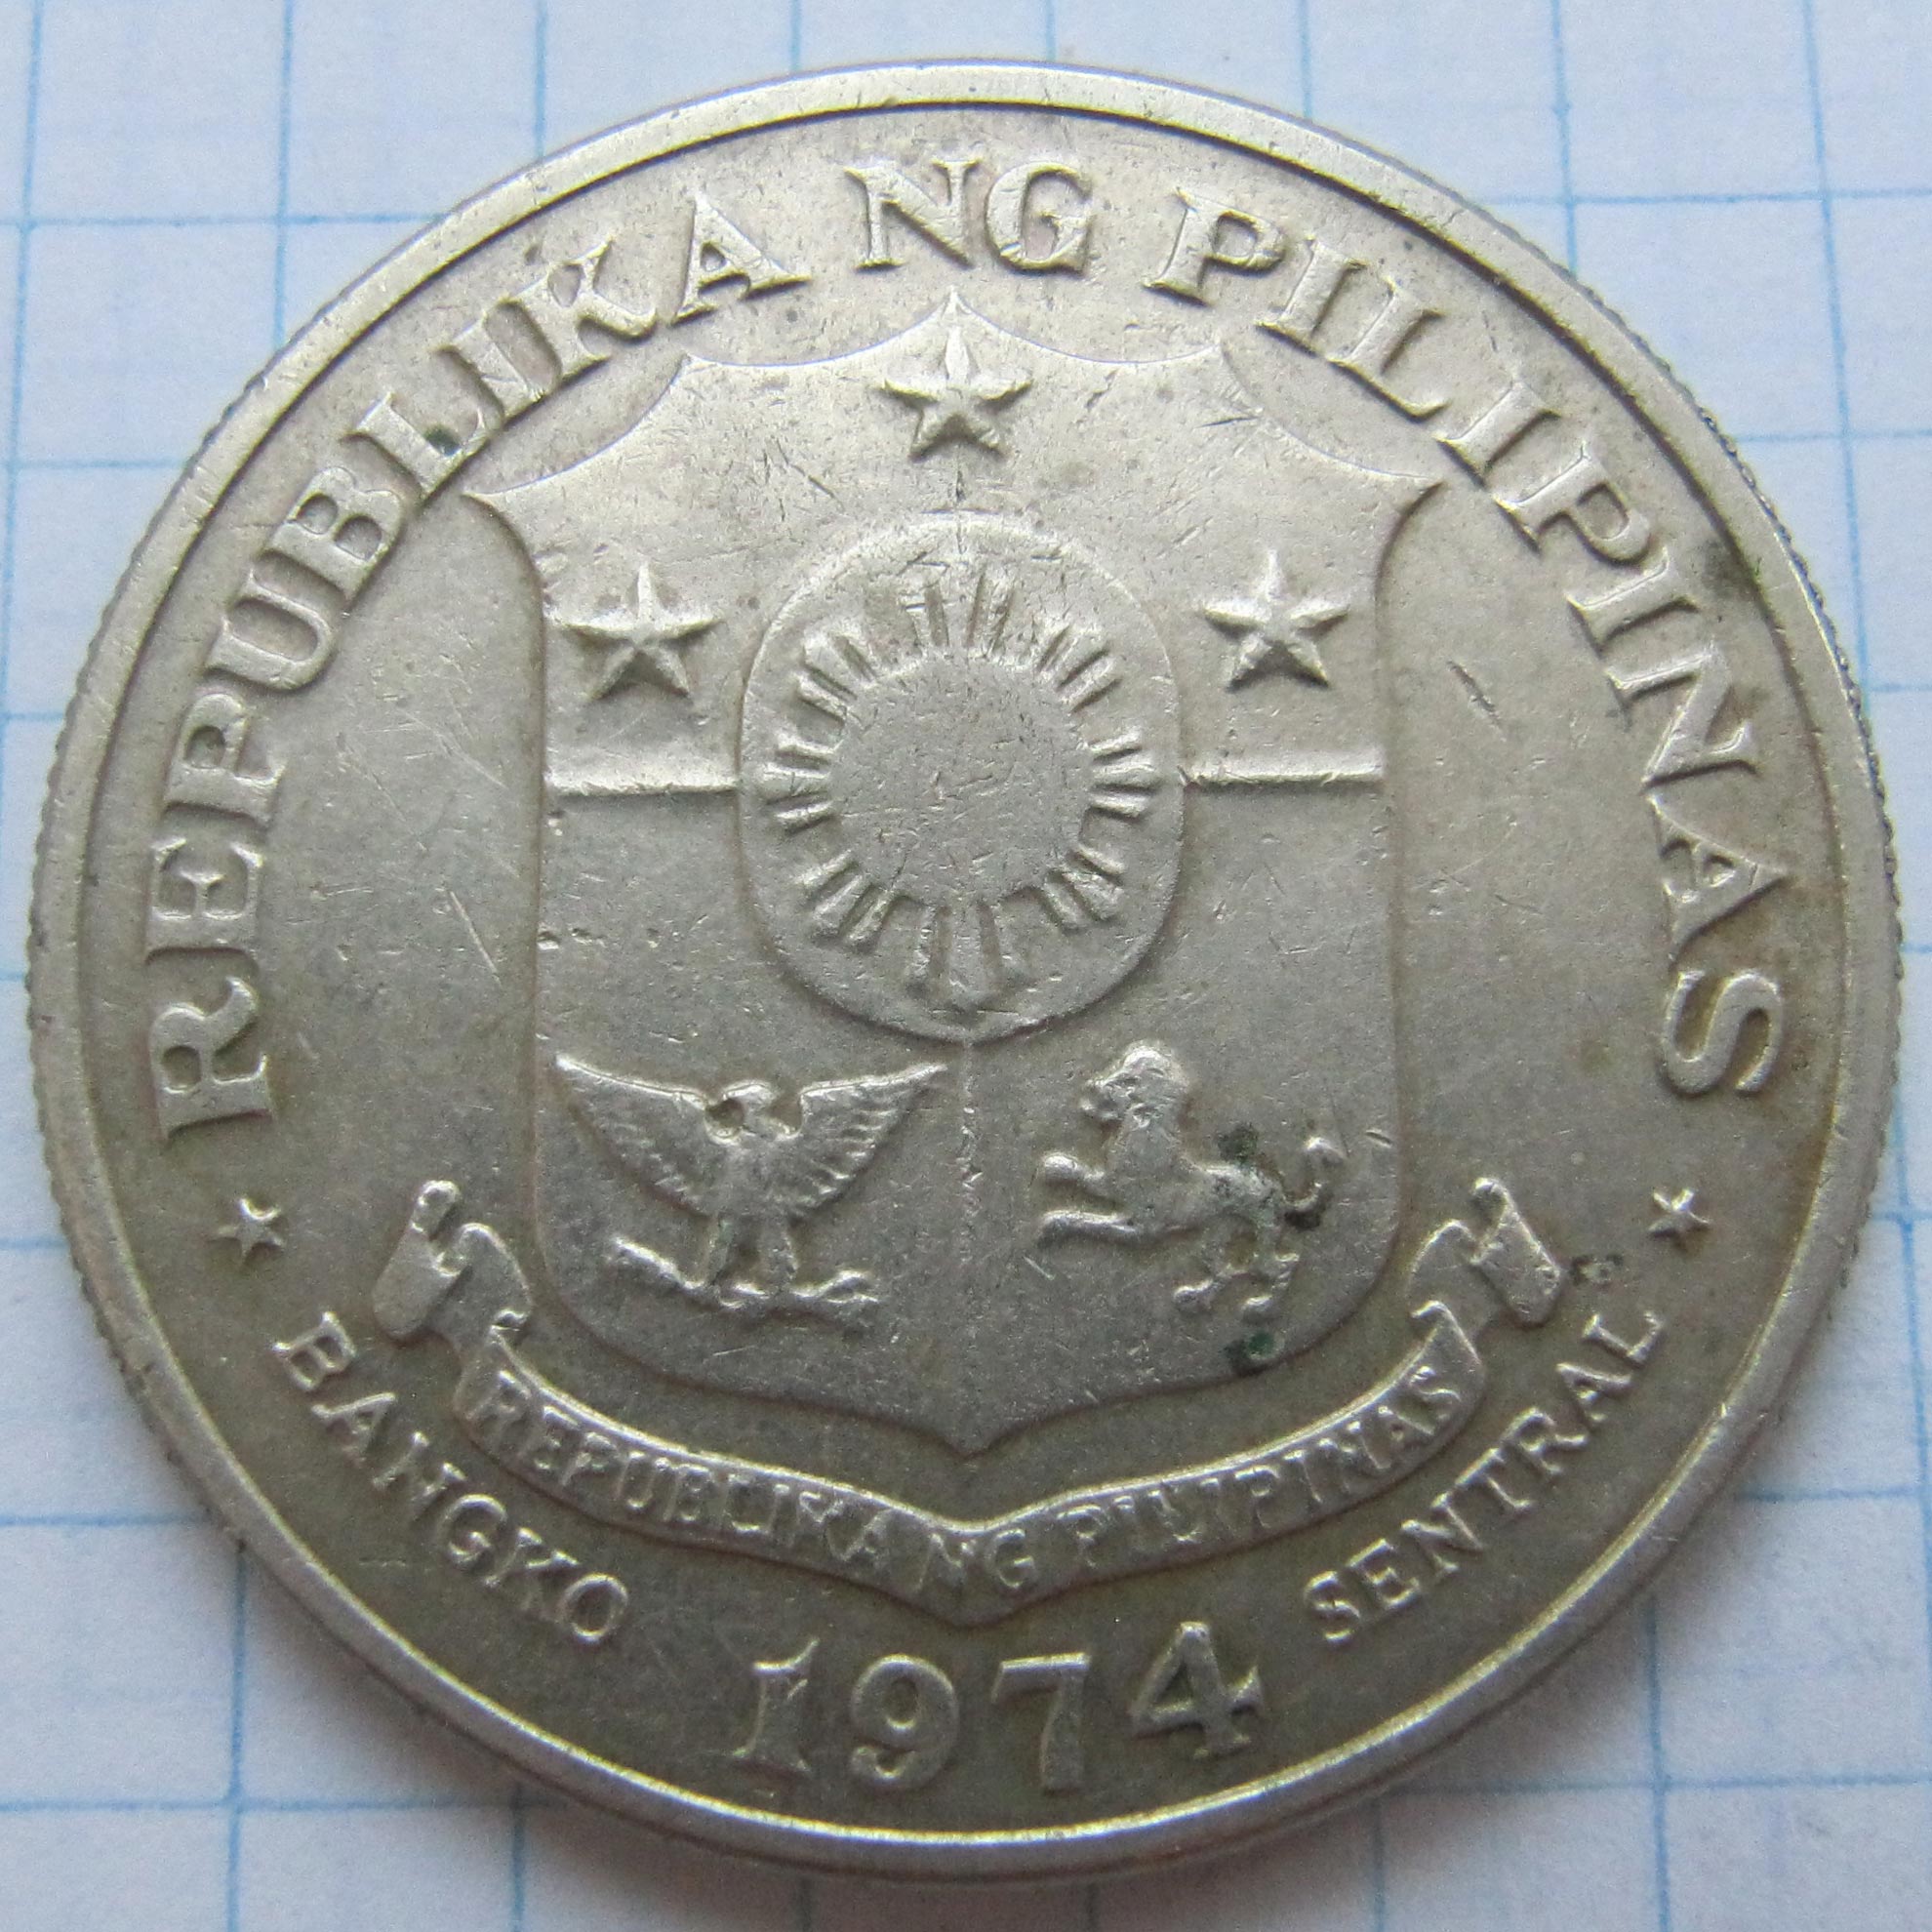 REPUBLIKA NG PILIPINAS
REPUBLIKA NG PILIPINAS
BANGKO SENTRAL
1974